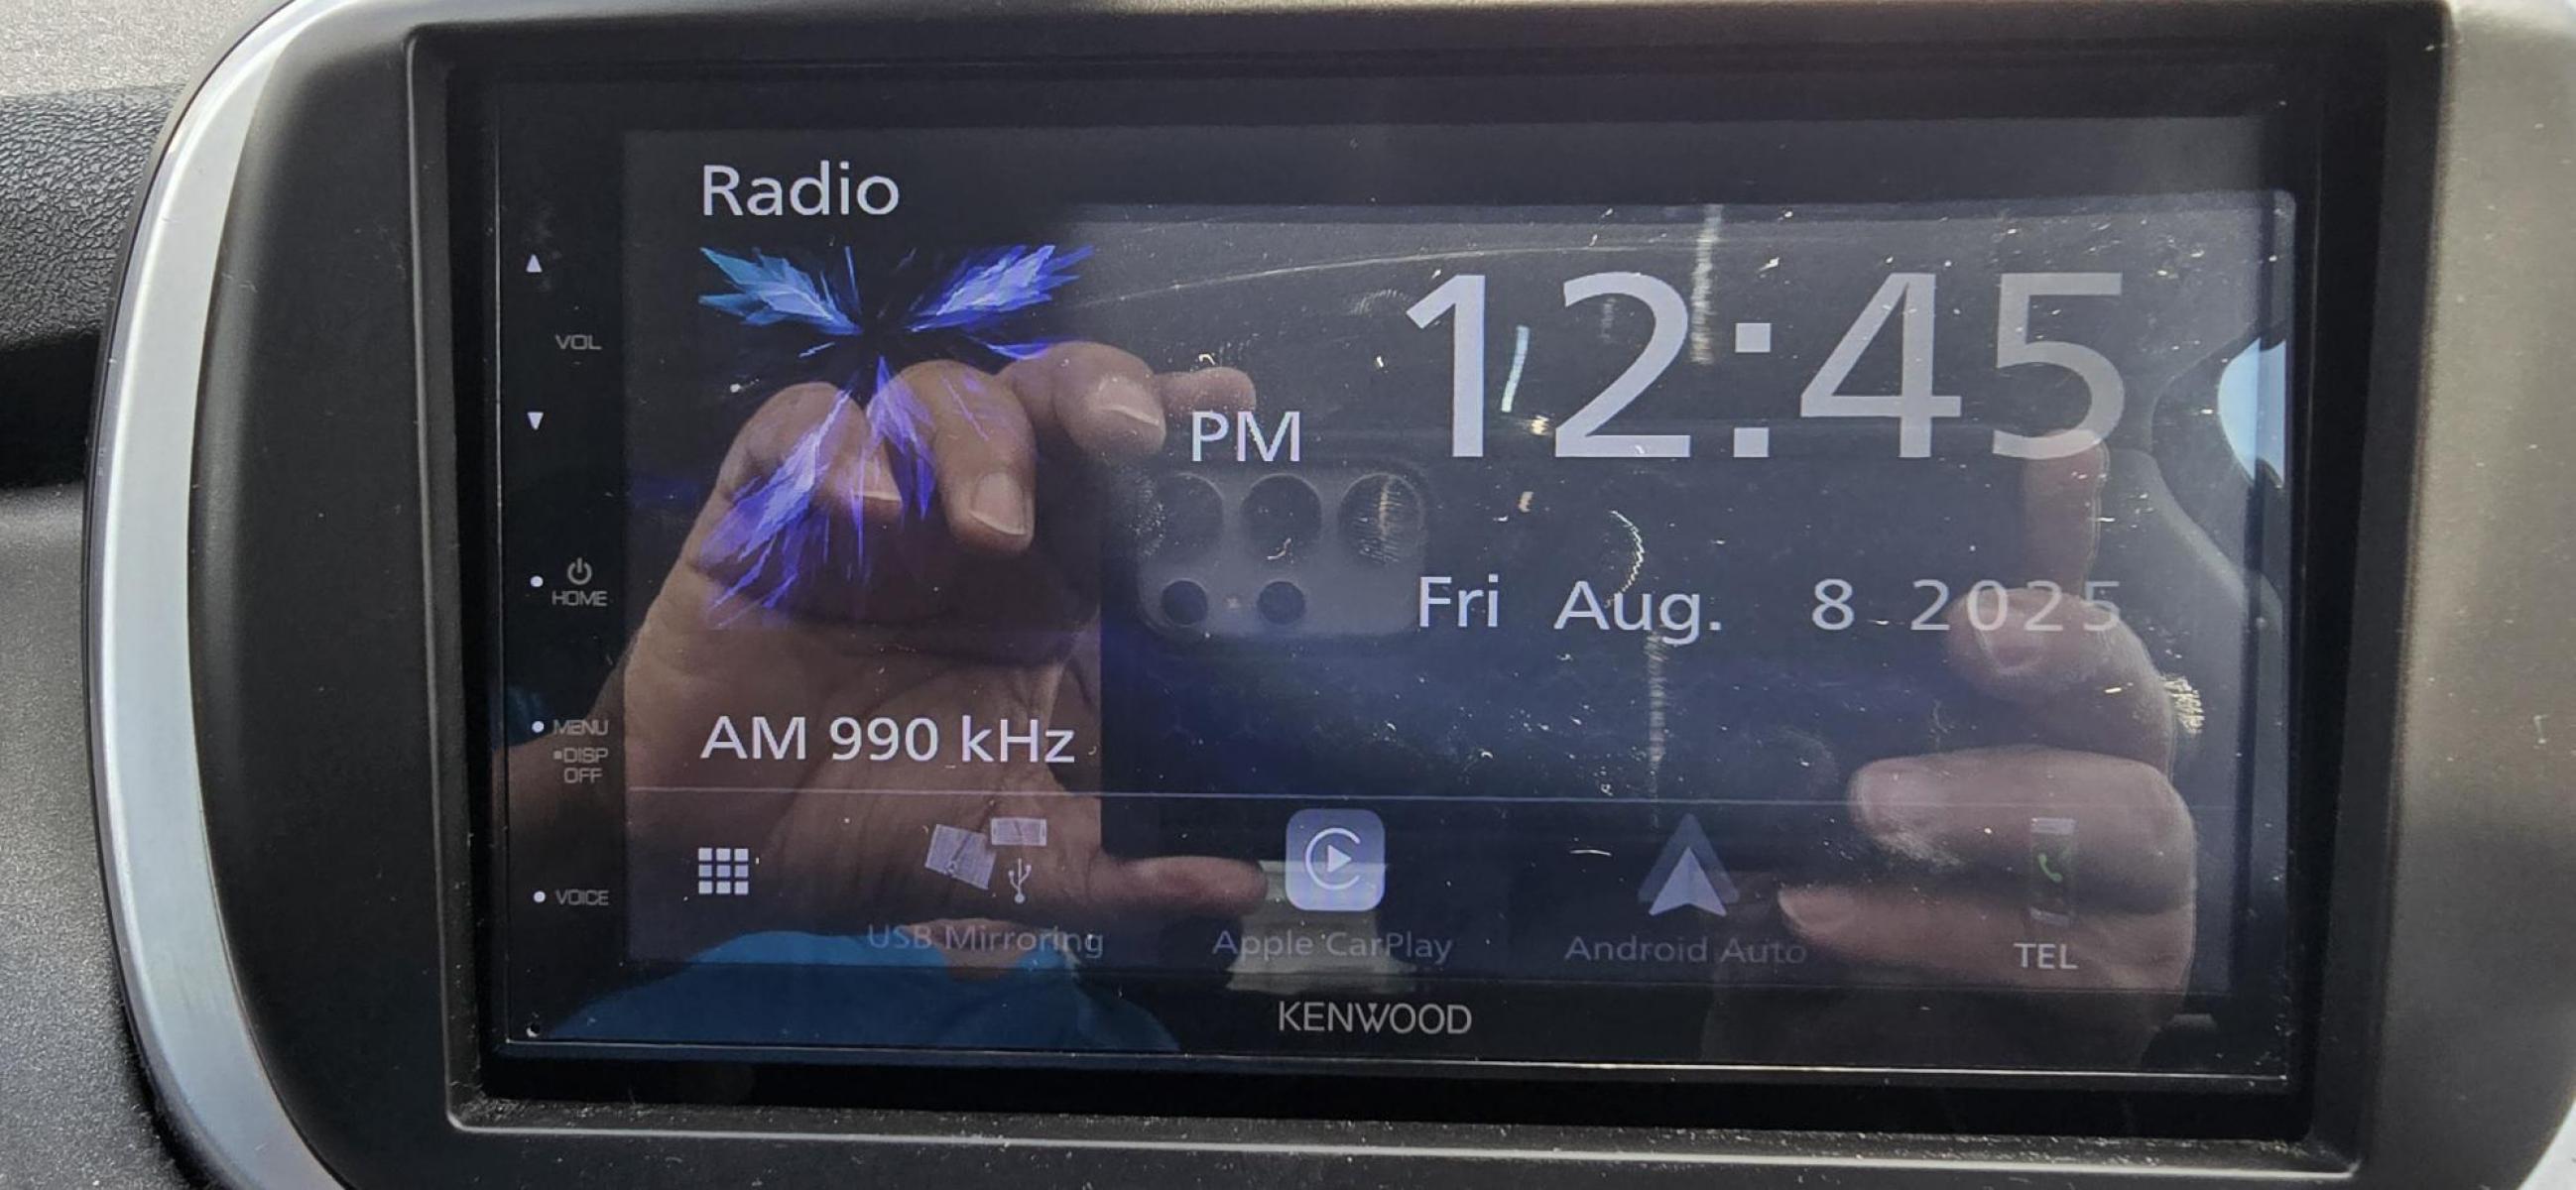 Radio
12:45
VOL
PM
HOME
Fri Aug. 8 2025
MENU
DISP
OFF
AM 990 kHz
VOICE
USB Mirroring
Apple CarPlay
Android Auto
TEL
KENWOOD